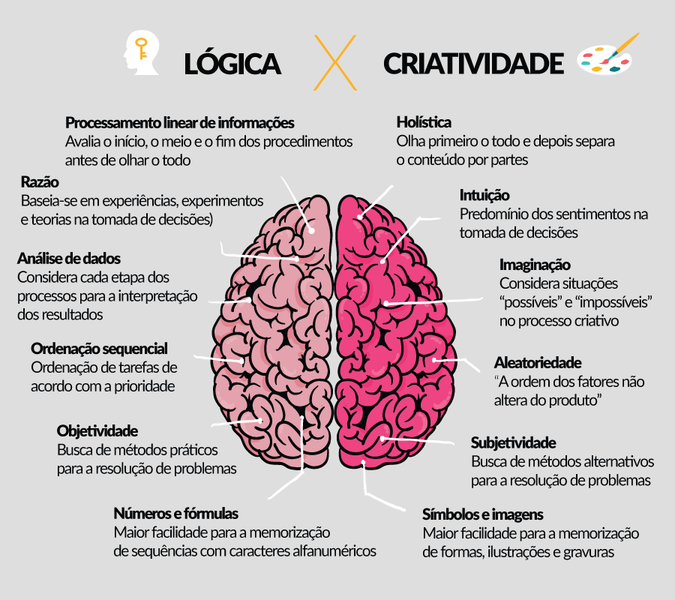 LÓGICA X CRIATIVIDADE
Processamento linear de informações
Avalia o início, o meio e o fim dos procedimentos
antes de olhar o todo
Razão
Baseia-se em experiências, experimentos
e teorias na tomada de decisões)
Análise de dados
Considera cada etapa dos
processos para a interpretação
dos resultados
Ordenação sequencial
Ordenação de tarefas de
acordo com a prioridade
Objetividade
Busca de métodos práticos
para a resolução de problemas
Números e fórmulas
Maior facilidade para a memorização
de sequências com caracteres alfanuméricos
Holística
Olha primeiro o todo e depois separa
o conteúdo por partes
Intuição
Predomínio dos sentimentos na
tomada de decisões
Imaginação
Considera situações
“possíveis” e “impossíveis”
no processo criativo
Aleatoriedade
“A ordem dos fatores não
altera do produto”
Subjetividade
Busca de métodos alternativos
para a resolução de problemas
Símbolos e imagens
Maior facilidade para a memorização
de formas, ilustrações e gravuras